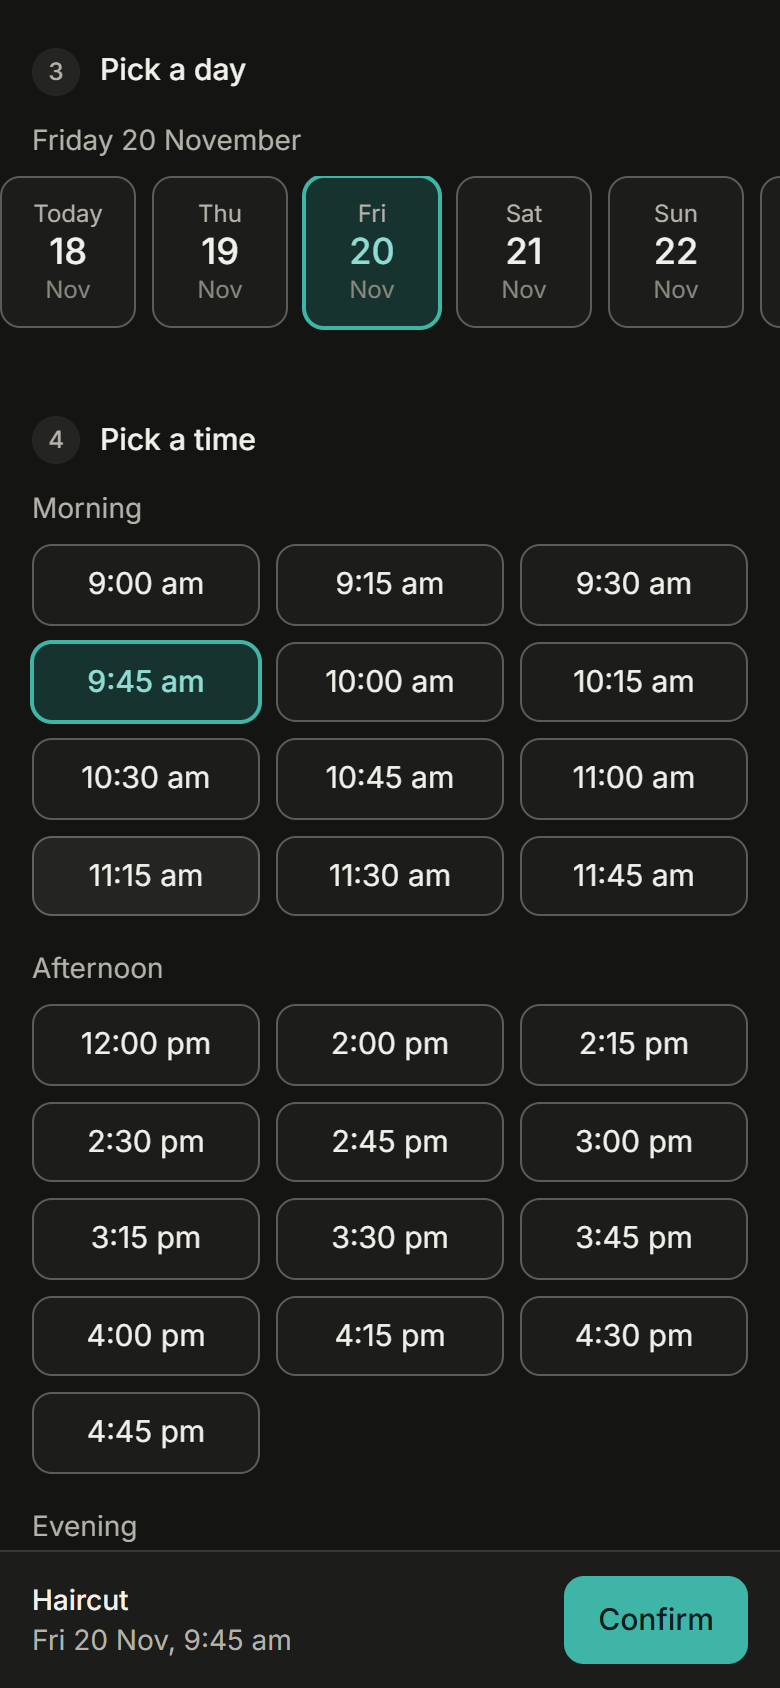 3 Pick a day
Friday 20 November
Today Thu Fri Sat Sun
18 19 20 21 22
Nov Nov Nov Nov Nov
4 Pick a time
Morning
9:00 am 9:15 am 9:30 am
9:45 am 10:00 am 10:15 am
10:30 am 10:45 am 11:00 am
11:15 am 11:30 am 11:45 am
Afternoon
12:00 pm 2:00 pm 2:15 pm
2:30 pm 2:45 pm 3:00 pm
3:15 pm 3:30 pm 3:45 pm
4:00 pm 4:15 pm 4:30 pm
4:45 pm
Evening
Haircut
Fri 20 Nov, 9:45 am
Confirm